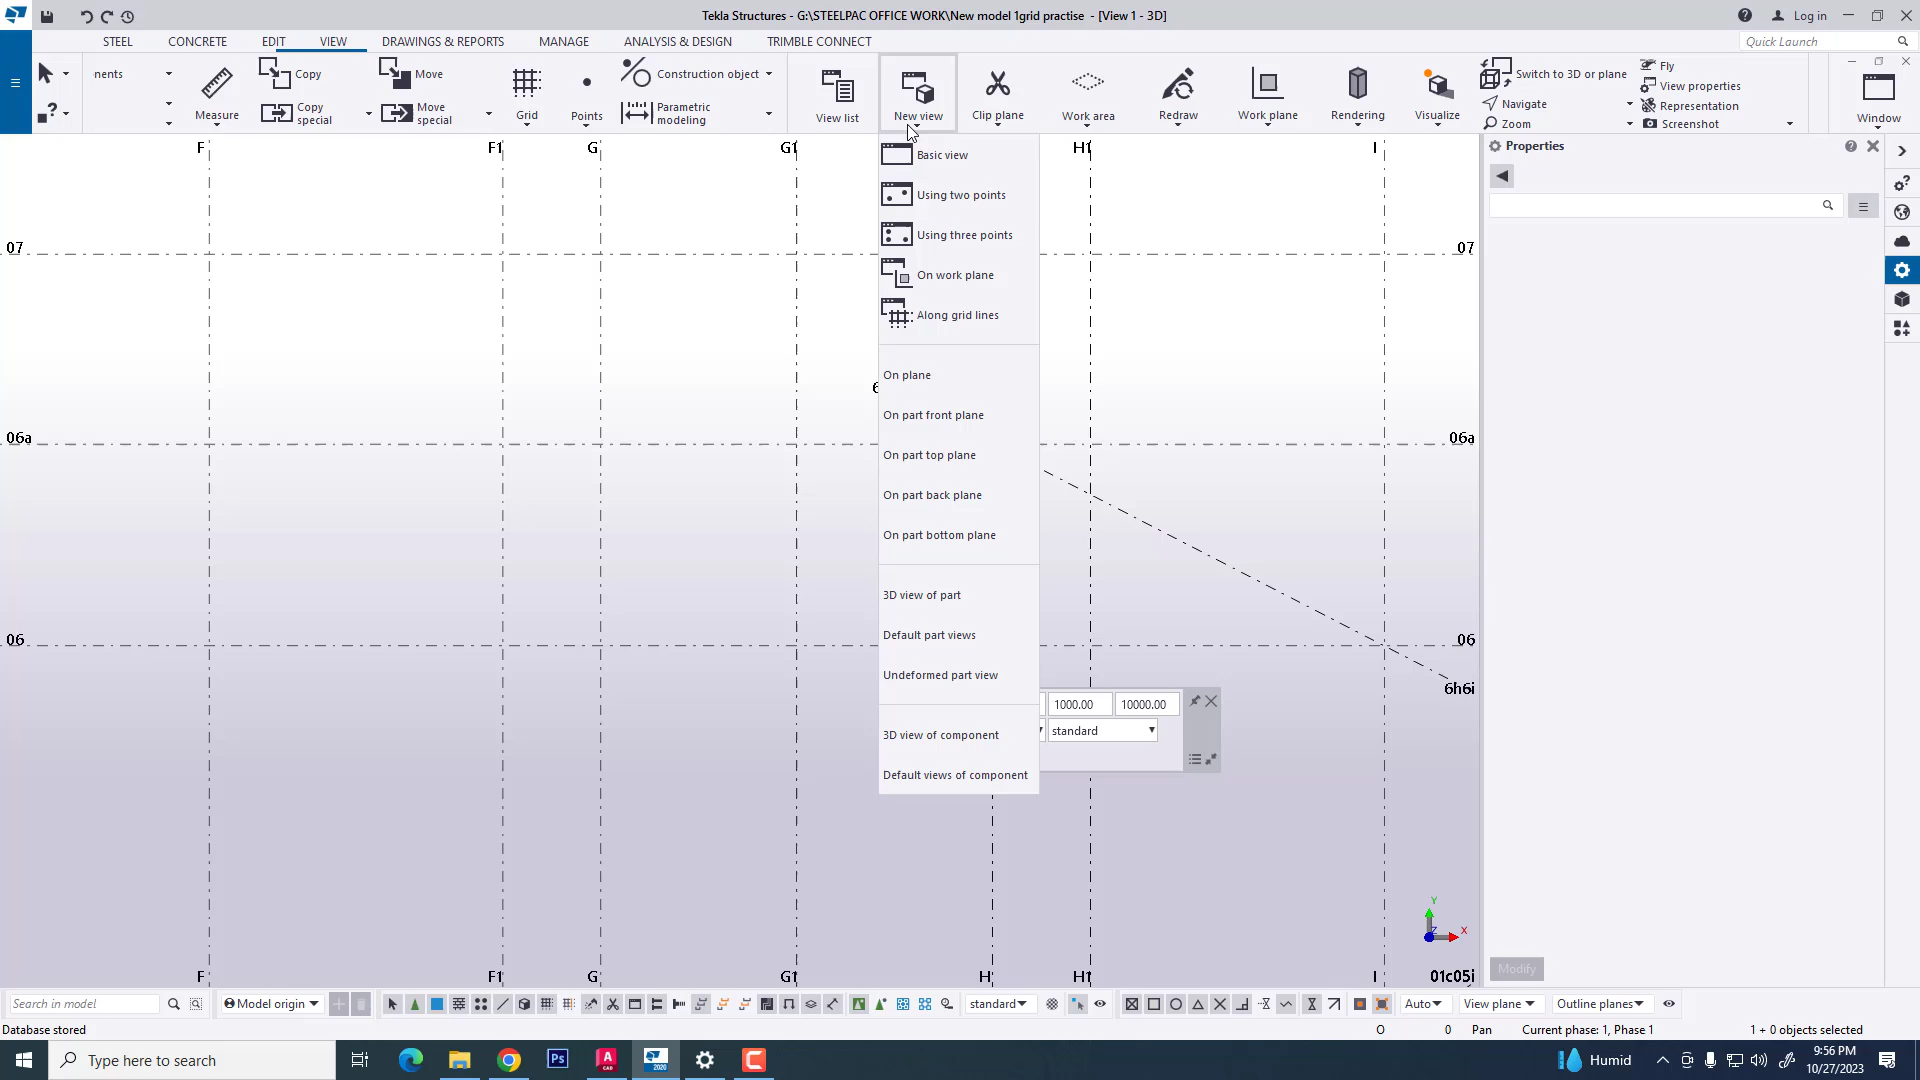 Tekla Structures - G:\STEELPAC OFFICE WORK\New model 1grid practise - [View 1 - 3D]
Log in
STEEL CONCRETE EDIT VIEW DRAWINGS & REPORTS MANAGE ANALYSIS & DESIGN TRIMBLE CONNECT
Quick Launch
nents
Measure
Copy
Copy special
Move
Move special
Grid
Points
Construction object
Parametric modeling
View list
New view
Clip plane
Work area
Redraw
Work plane
Rendering
Visualize
Switch to 3D or plane
Navigate
Zoom
Fly
View properties
Representation
Screenshot
Window
F F1 G G1 H1 I
Properties
Basic view
Using two points
Using three points
On work plane
Along grid lines
On plane
On part front plane
On part top plane
On part back plane
On part bottom plane
3D view of part
Default part views
Undeformed part view
3D view of component
Default views of component
07 07
06a 06a
06 06
6h6i
1000.00 10000.00
standard
Y
Z
X
F F1 G G1 H H1 I 01c05i
Modify
Search in model
Model origin
standard
Auto
View plane
Outline planes
Database stored
O 0 Pan Current phase: 1, Phase 1 1 + 0 objects selected
Type here to search
Ps
A
CAD
2020
Humid
9:56 PM
10/27/2023